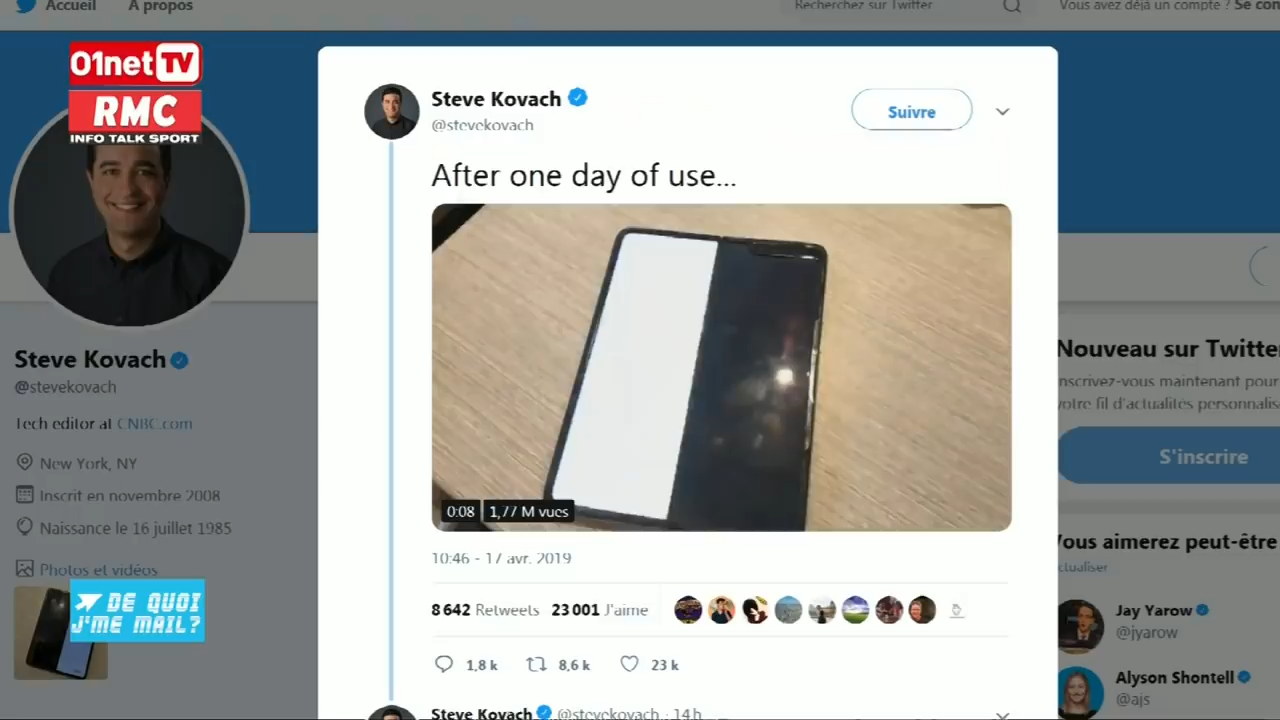 Accueil
À propos
Recherchez sur Twitter
Vous avez déjà un compte ? Se con
01net TV
RMC
INFO TALK SPORT
Steve Kovach
@stevekovach
Suivre
After one day of use...
0:08
1,77 M vues
10:46 - 17 avr. 2019
8 642 Retweets 23 001 J'aime
1,8 k
8,6 k
23 k
Steve Kovach @stevekovach . 14 h
Steve Kovach
@stevekovach
Tech editor at CNBC.com
New York, NY
Inscrit en novembre 2008
Naissance le 16 juillet 1985
Photos et vidéos
DE QUOI
J'ME MAIL?
Nouveau sur Twitte
nscrivez-vous maintenant pour
votre fil d'actualités personnalis
S'inscrire
Vous aimerez peut-être
ctualiser
Jay Yarow
@jyarow
Alyson Shontell
@ajs